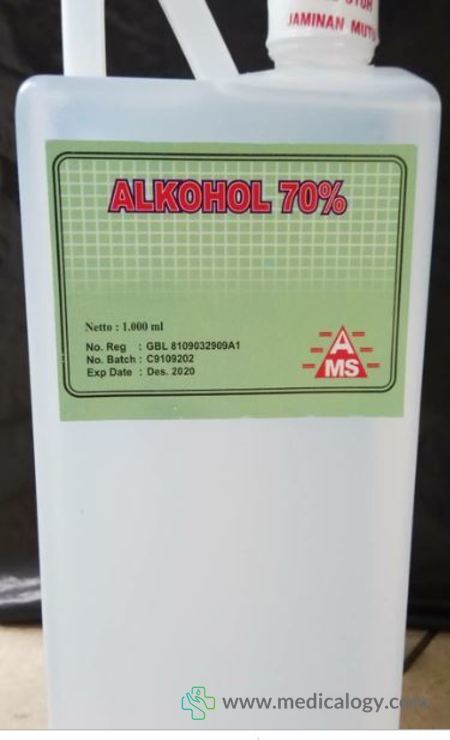 JAMINAN MUTU
ALKOHOL 70%
Netto : 1.000 ml
No. Reg : GBL 8109032909A1
No. Batch : C9109202
Exp Date : Des. 2020
A
MS
www.medicalogy.com